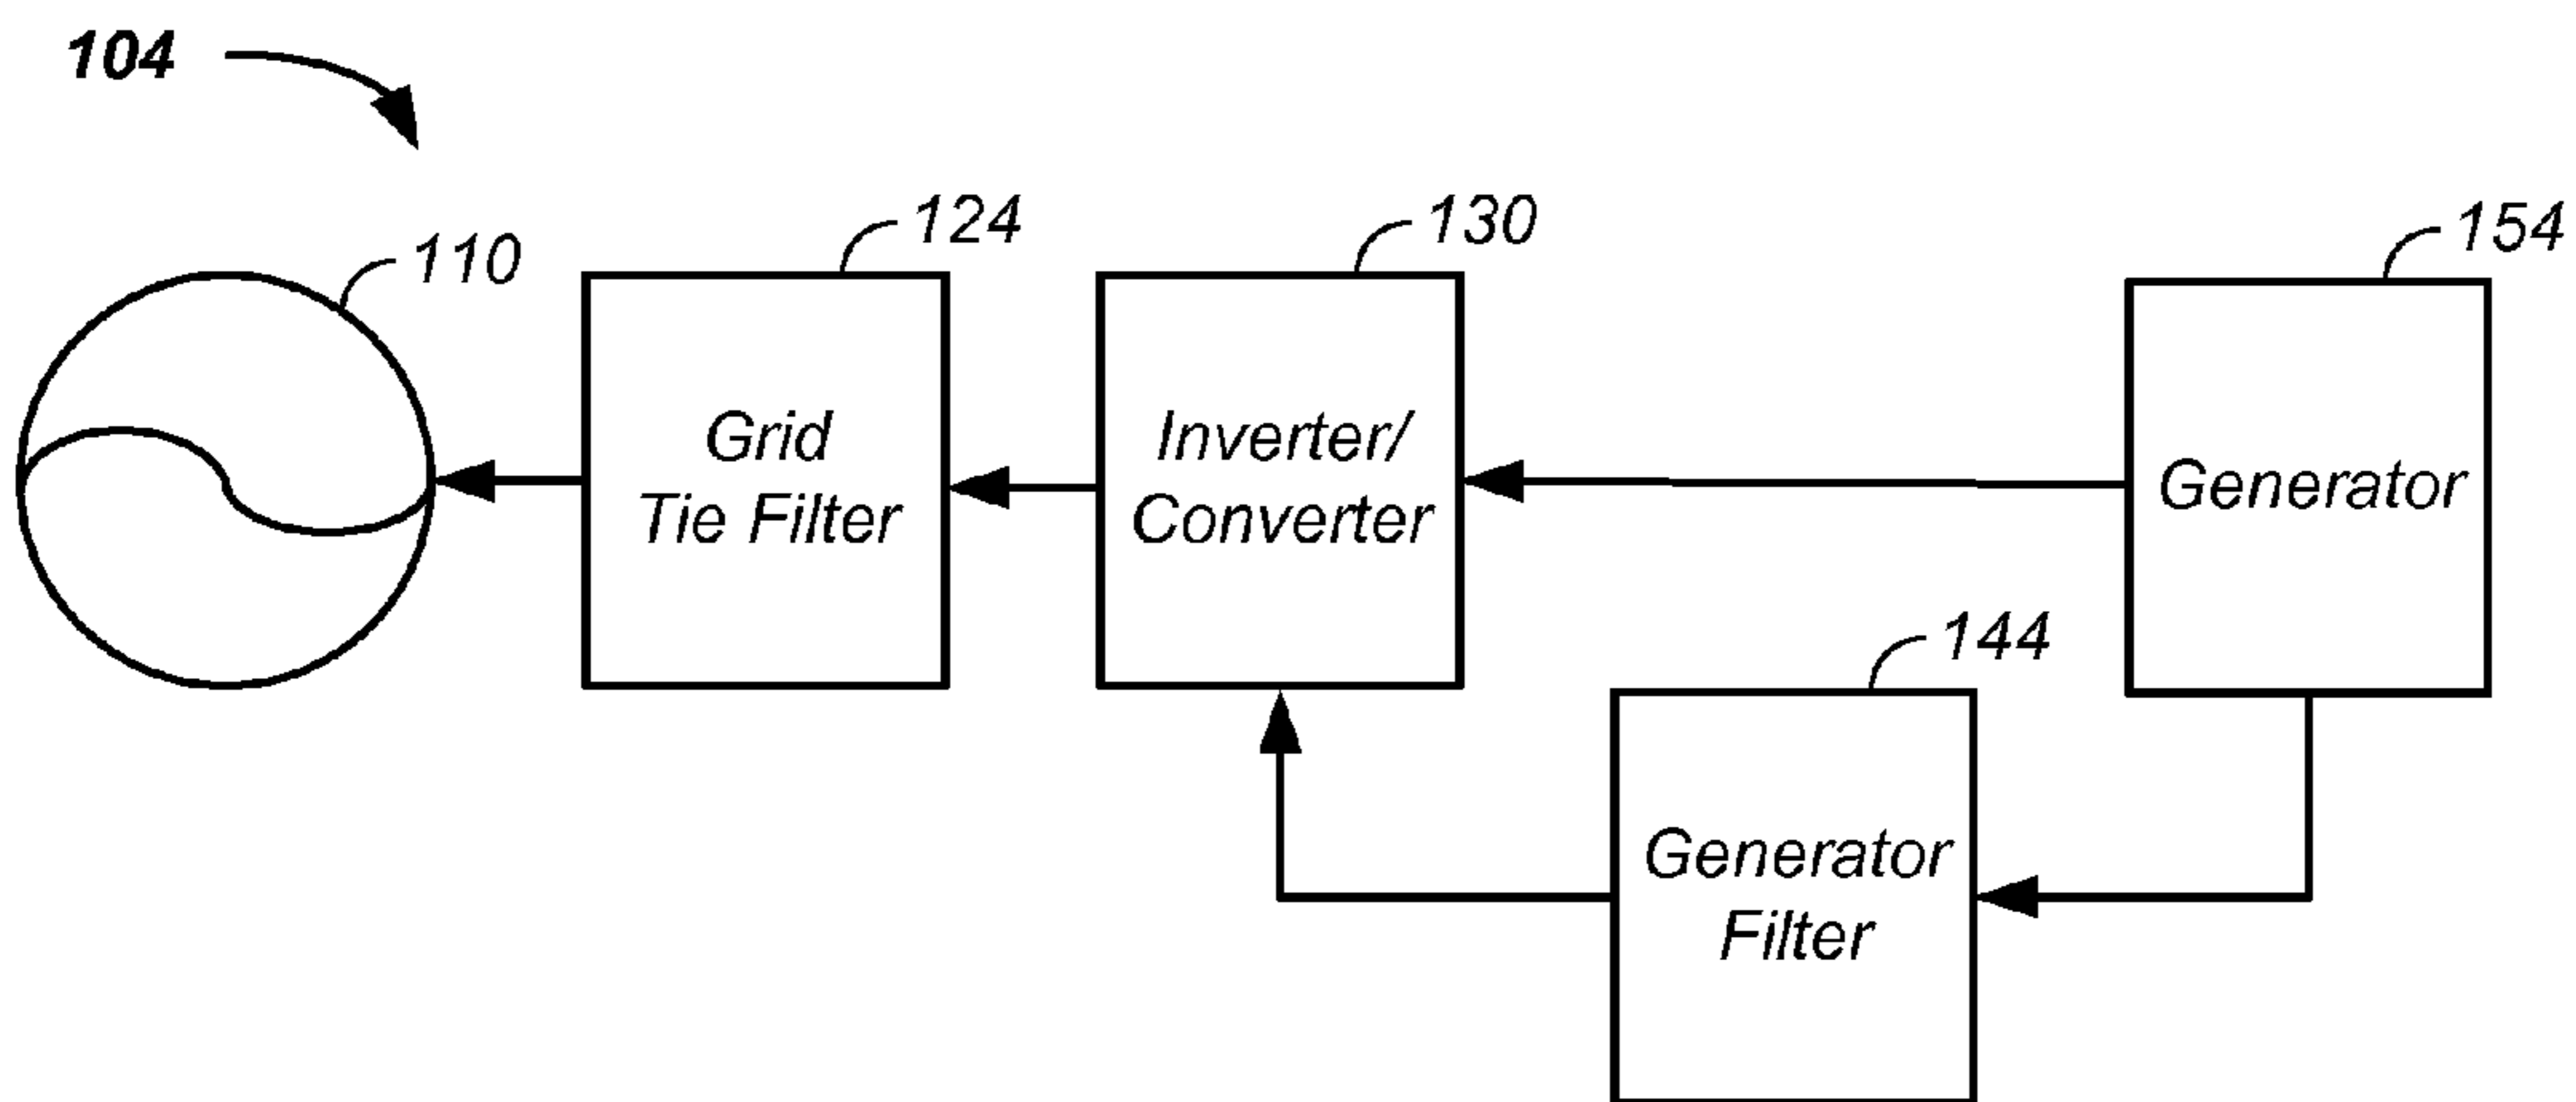 104
110
124
130
154
Grid
Tie Filter
Inverter/
Converter
Generator
144
Generator
Filter